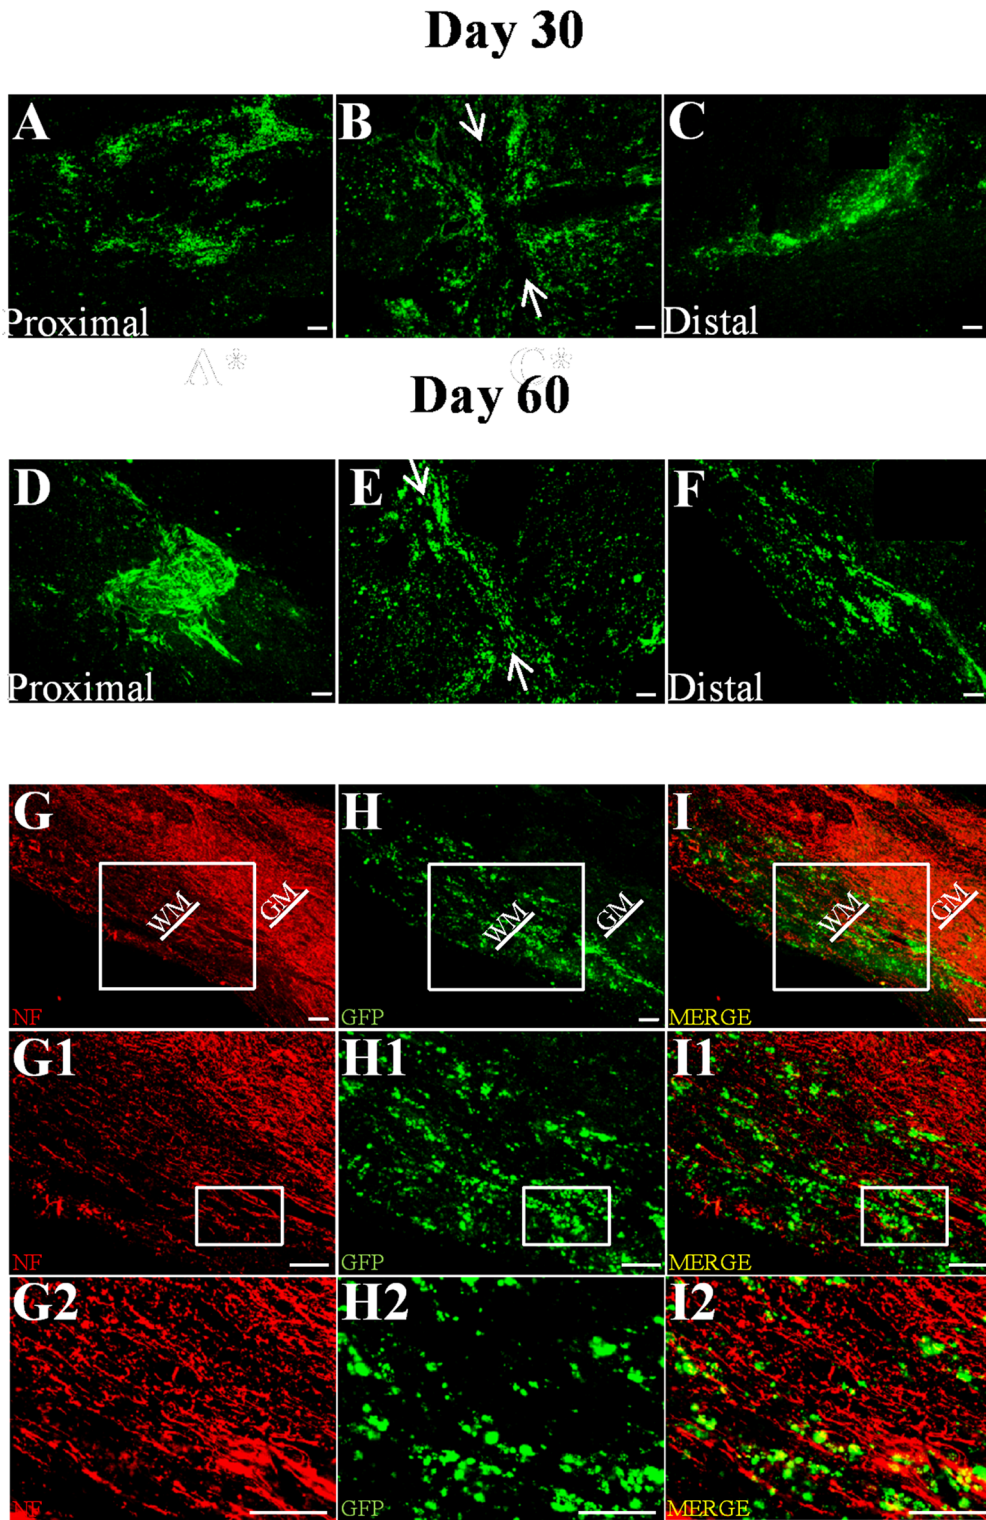 Day 30
A B C
Proximal Distal
A* C*
Day 60
D E F
Proximal Distal
G H I
WM GM WM GM WM GM
NF GFP MERGE
G1 H1 I1
NF GFP MERGE
G2 H2 I2
NF GFP MERGE